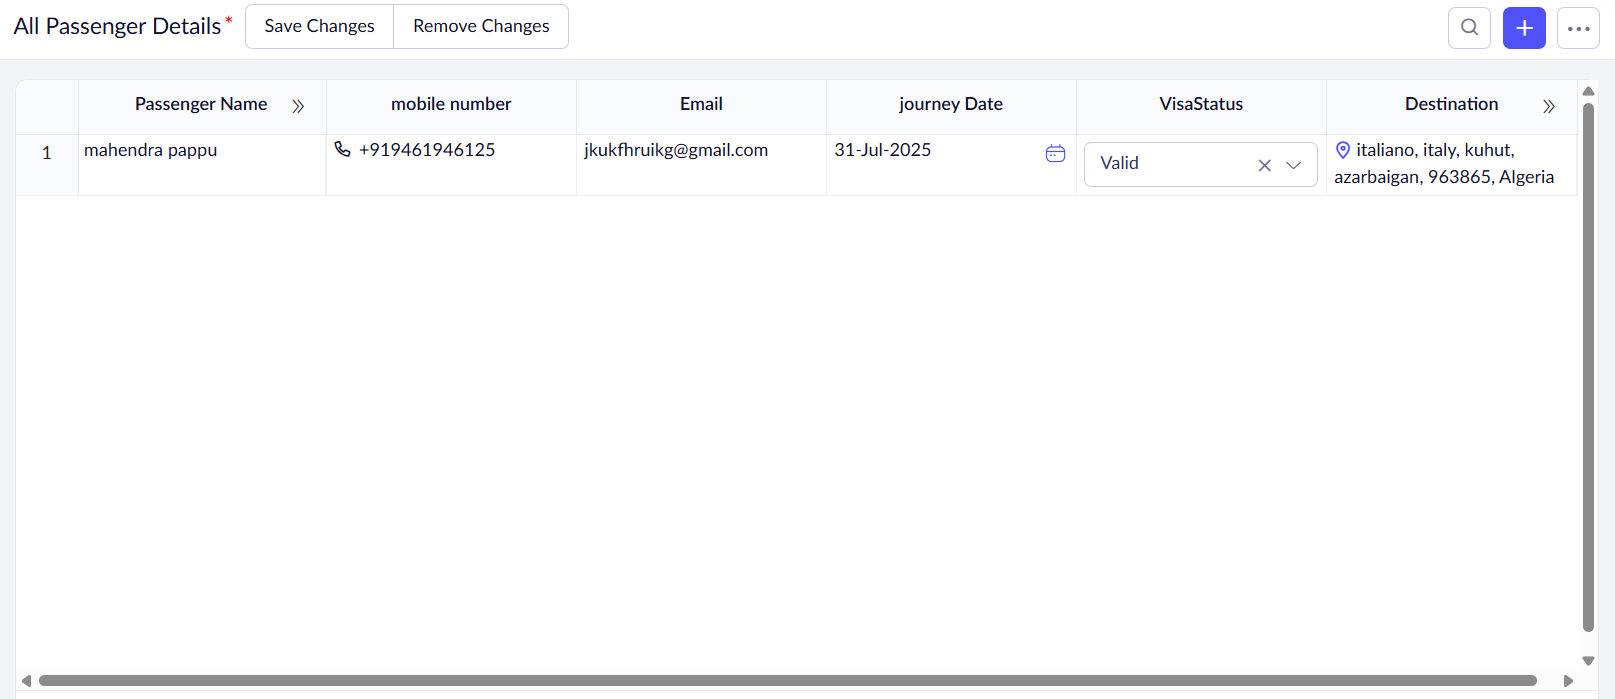 All Passenger Details*
Save Changes
Remove Changes
Passenger Name
mobile number
Email
journey Date
VisaStatus
Destination
1
mahendra pappu
+919461946125
jkukfhruikg@gmail.com
31-Jul-2025
Valid
italiano, italy, kuhut,
azarbaigan, 963865, Algeria